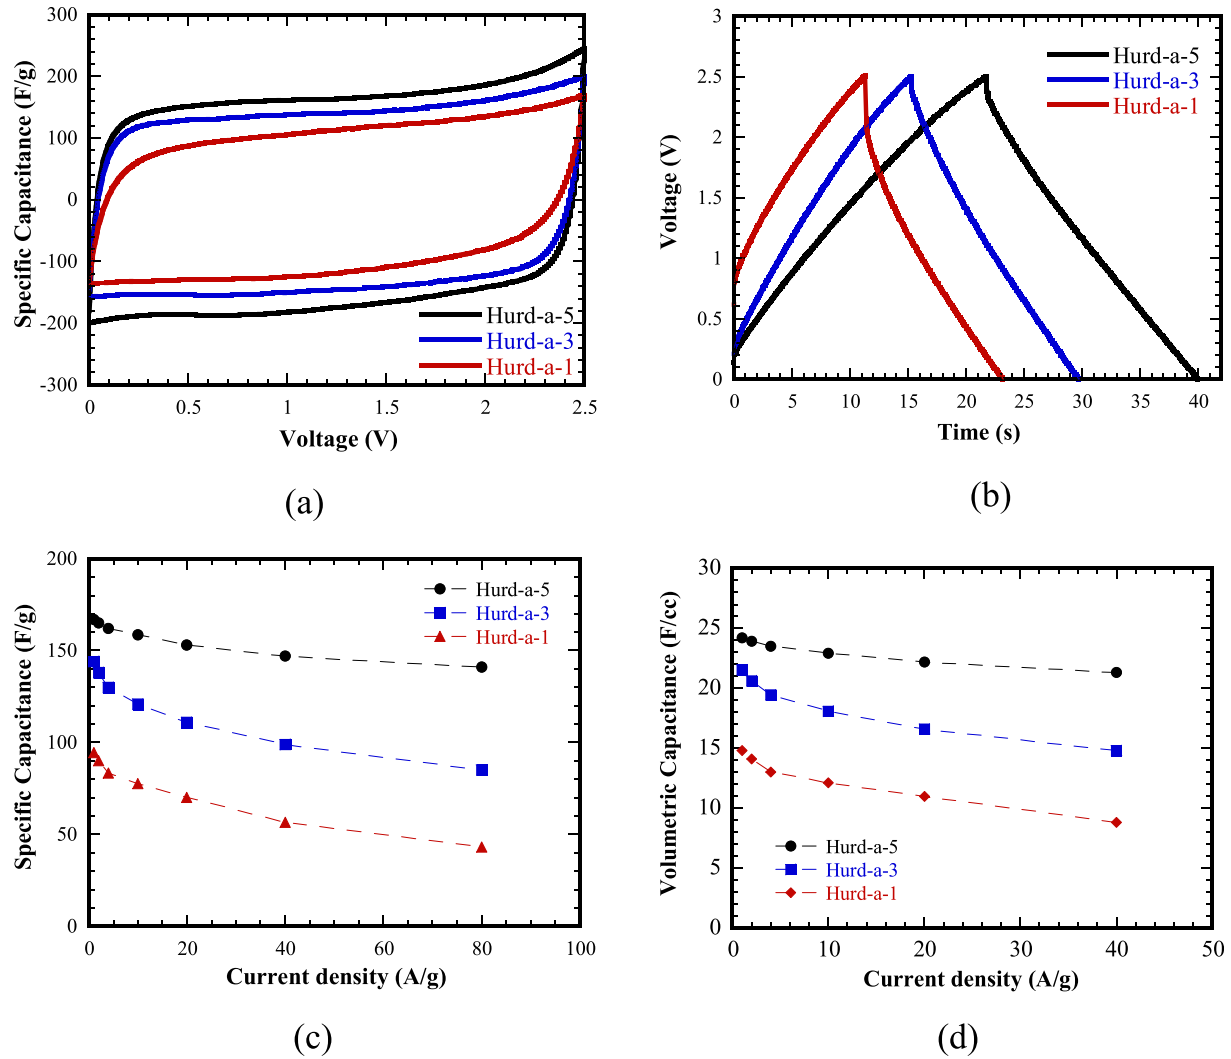 300
200
100
0
-100
-200
-300
Specific Capacitance (F/g)
Hurd-a-5
Hurd-a-3
Hurd-a-1
0 0.5 1 1.5 2 2.5
Voltage (V)
(a)
3
2.5
2
1.5
1
0.5
0
Voltage (V)
Hurd-a-5
Hurd-a-3
Hurd-a-1
0 5 10 15 20 25 30 35 40
Time (s)
(b)
200
150
100
50
0
Specific Capacitance (F/g)
Hurd-a-5
Hurd-a-3
Hurd-a-1
0 20 40 60 80 100
Current density (A/g)
(c)
30
25
20
15
10
5
0
Volumetric Capacitance (F/cc)
Hurd-a-5
Hurd-a-3
Hurd-a-1
0 10 20 30 40 50
Current density (A/g)
(d)